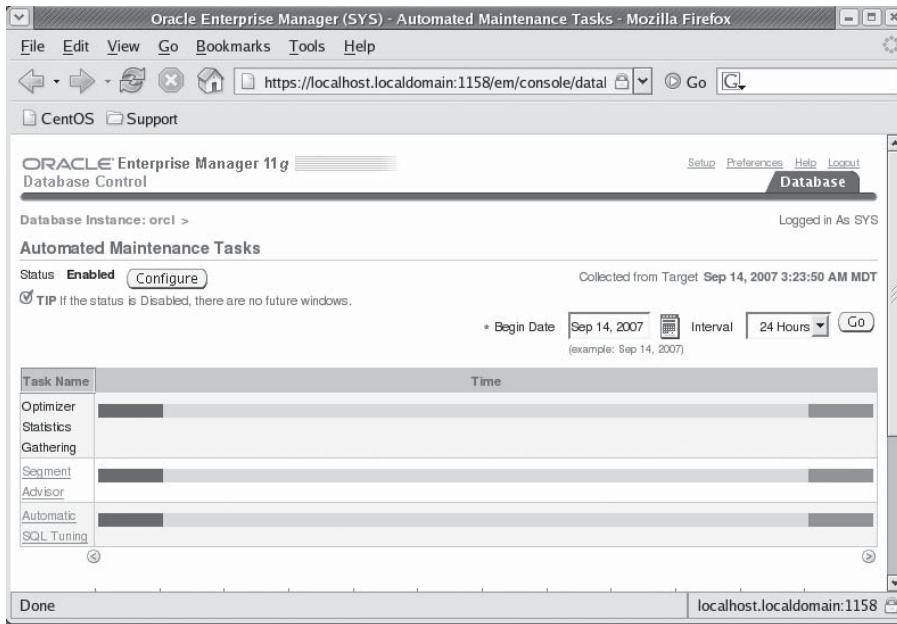 Oracle Enterprise Manager (SYS) - Automated Maintenance Tasks - Mozilla Firefox
File Edit View Go Bookmarks Tools Help
https://localhost.localdomain:1158/em/console/datal Go G
CentOS Support
ORACLE Enterprise Manager 11g
Database Control
Setup Preferences Help Logout
Database
Database Instance: orcl >
Logged in As SYS
Automated Maintenance Tasks
Status Enabled Configure
Collected from Target Sep 14, 2007 3:23:50 AM MDT
TIP If the status is Disabled, there are no future windows.
* Begin Date Sep 14, 2007 Interval 24 Hours Go
(example: Sep 14, 2007)
Task Name Time
Optimizer
Statistics
Gathering
Segment
Advisor
Automatic
SQL Tuning
Done
localhost.localdomain:1158